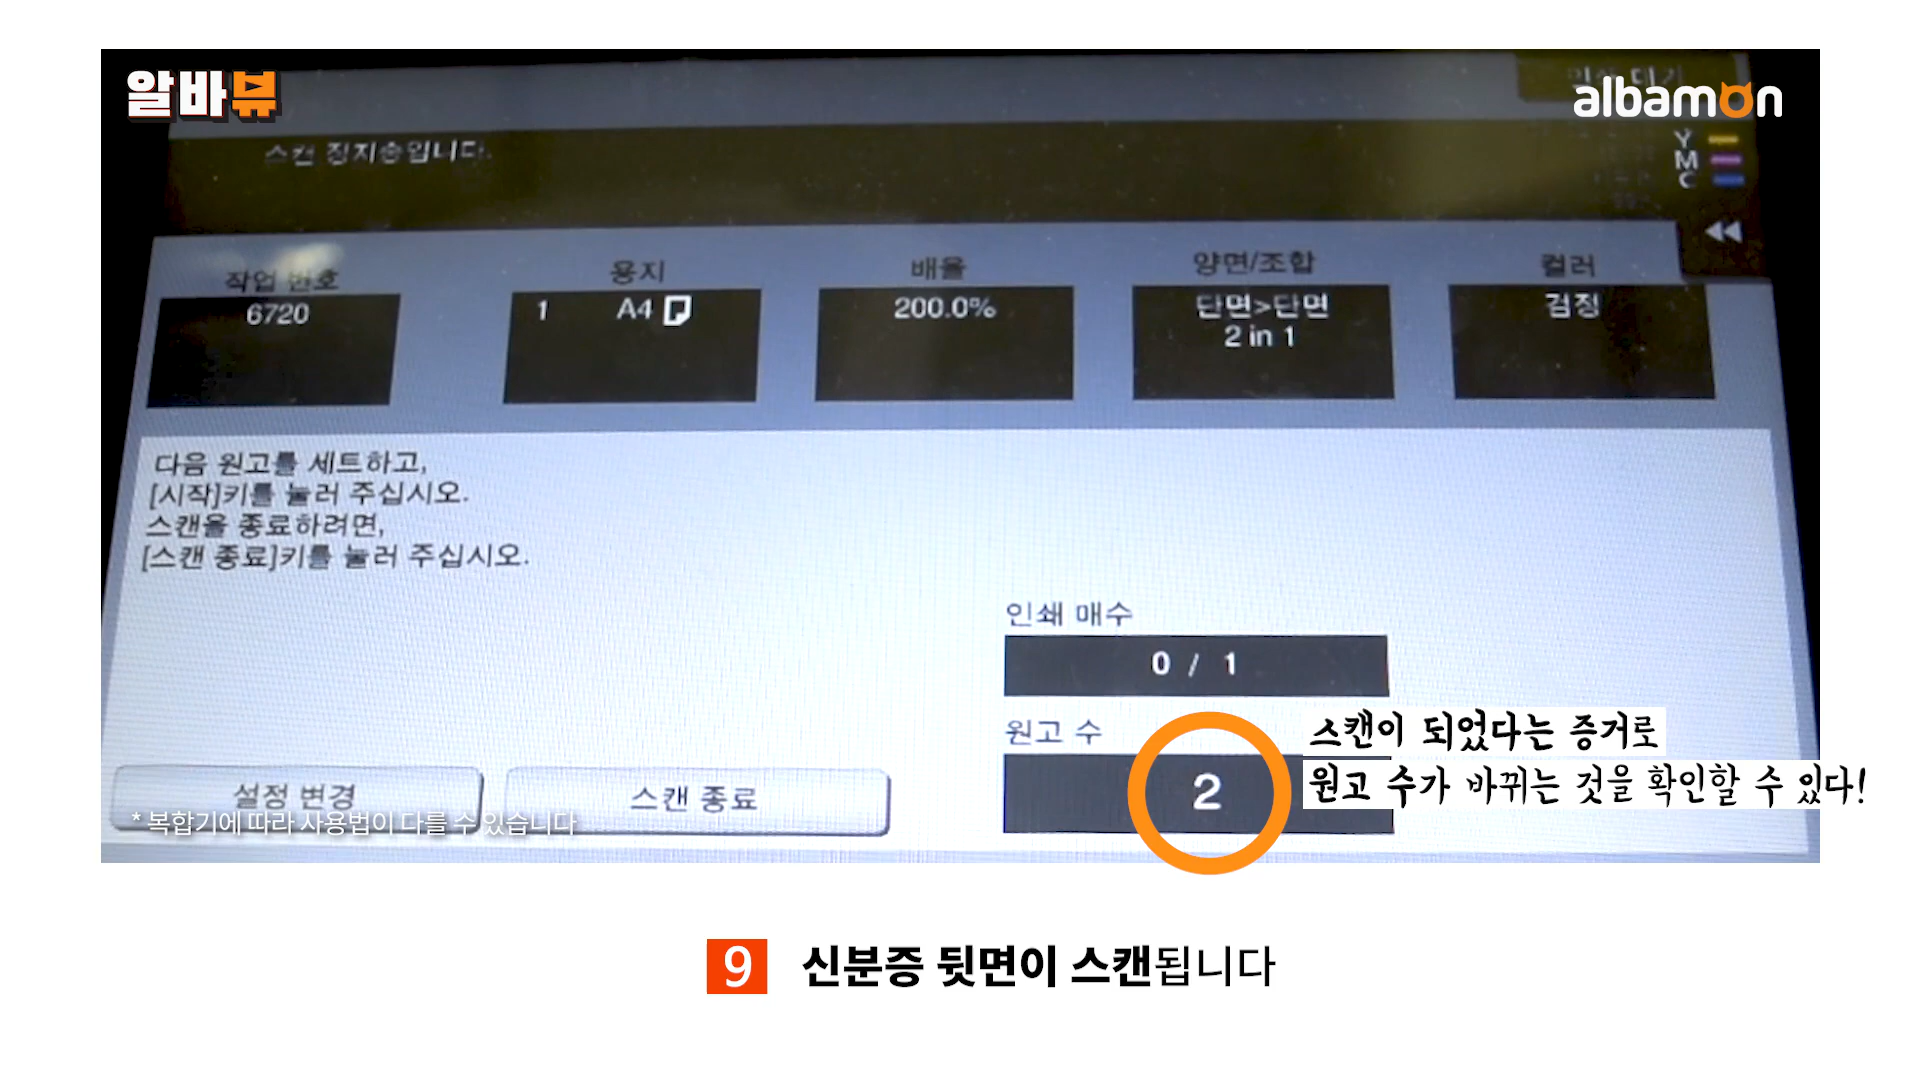 알바뷰
albamon
스캔 정지중입니다.
Y
M
C
작업 번호
6720
용지
1 A4
배율
200.0%
양면/조합
단면>단면
2 in 1
컬러
검정
다음 원고를 세트하고,
[시작]키를 눌러 주십시오.
스캔을 종료하려면,
[스캔 종료]키를 눌러 주십시오.
인쇄 매수
0 / 1
원고 수
2
스캔이 되었다는 증거로
원고 수가 바뀌는 것을 확인할 수 있다!
설정 변경
스캔 종료
* 복합기에 따라 사용법이 다를 수 있습니다
9 신분증 뒷면이 스캔됩니다